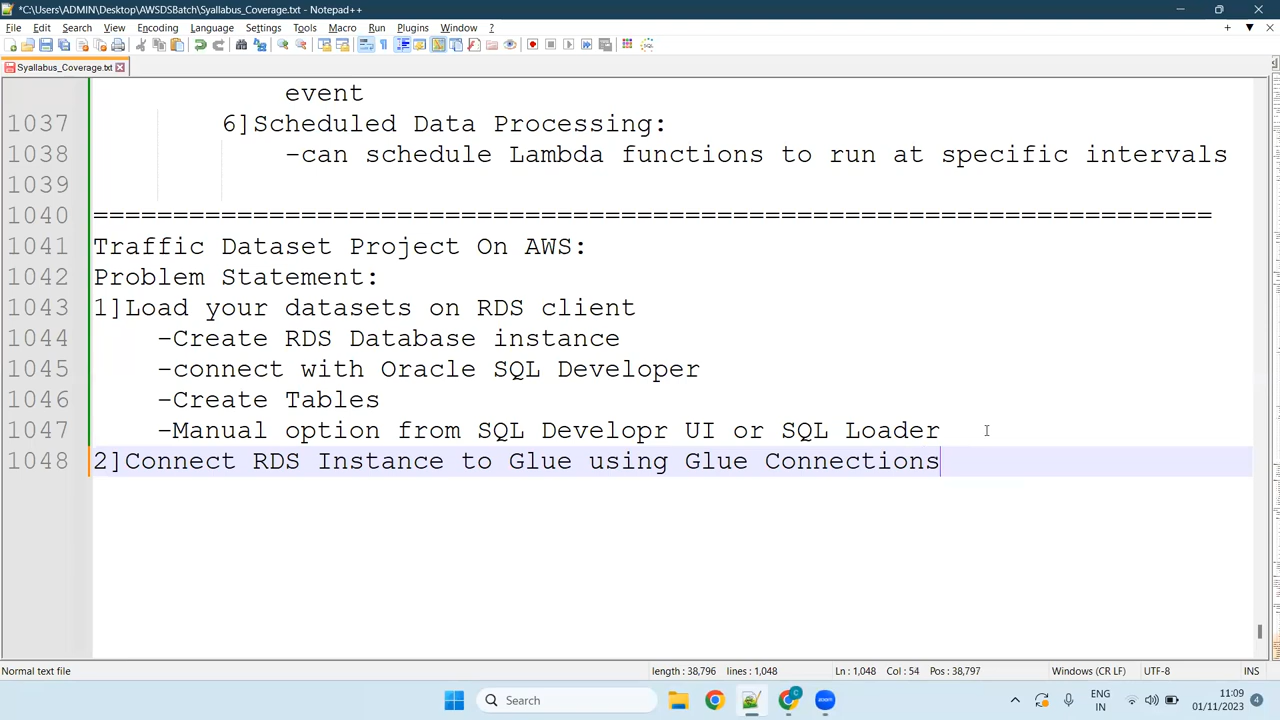 *C:\Users\ADMIN\Desktop\AWSDSBatch\Syallabus_Coverage.txt - Notepad++
File Edit Search View Encoding Language Settings Tools Macro Run Plugins Window ?
Syallabus_Coverage.txt
event
1037 6]Scheduled Data Processing:
1038 -can schedule Lambda functions to run at specific intervals
1039
1040 ======================================================================
1041 Traffic Dataset Project On AWS:
1042 Problem Statement:
1043 1]Load your datasets on RDS client
1044 -Create RDS Database instance
1045 -connect with Oracle SQL Developer
1046 -Create Tables
1047 -Manual option from SQL Developr UI or SQL Loader
1048 2]Connect RDS Instance to Glue using Glue Connections
Normal text file length : 38,796 lines : 1,048 Ln : 1,048 Col : 54 Pos : 38,797 Windows (CR LF) UTF-8 INS
Search ENG IN 11:09 01/11/2023 4